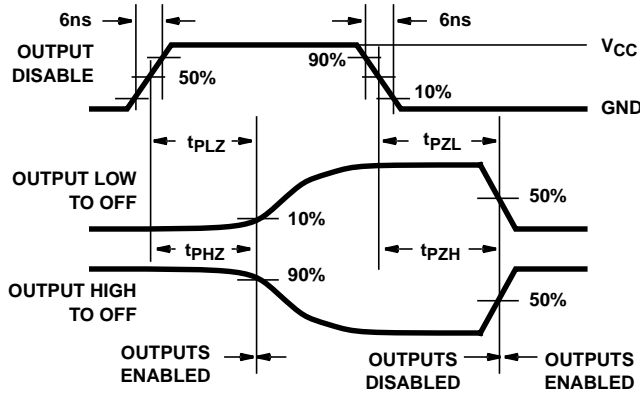 6ns
6ns
OUTPUT
DISABLE
50%
90%
10%
VCC
GND
tPLZ
tPZL
OUTPUT LOW
TO OFF
10%
50%
tPHZ
tPZH
OUTPUT HIGH
TO OFF
90%
50%
OUTPUTS
ENABLED
OUTPUTS
DISABLED
OUTPUTS
ENABLED